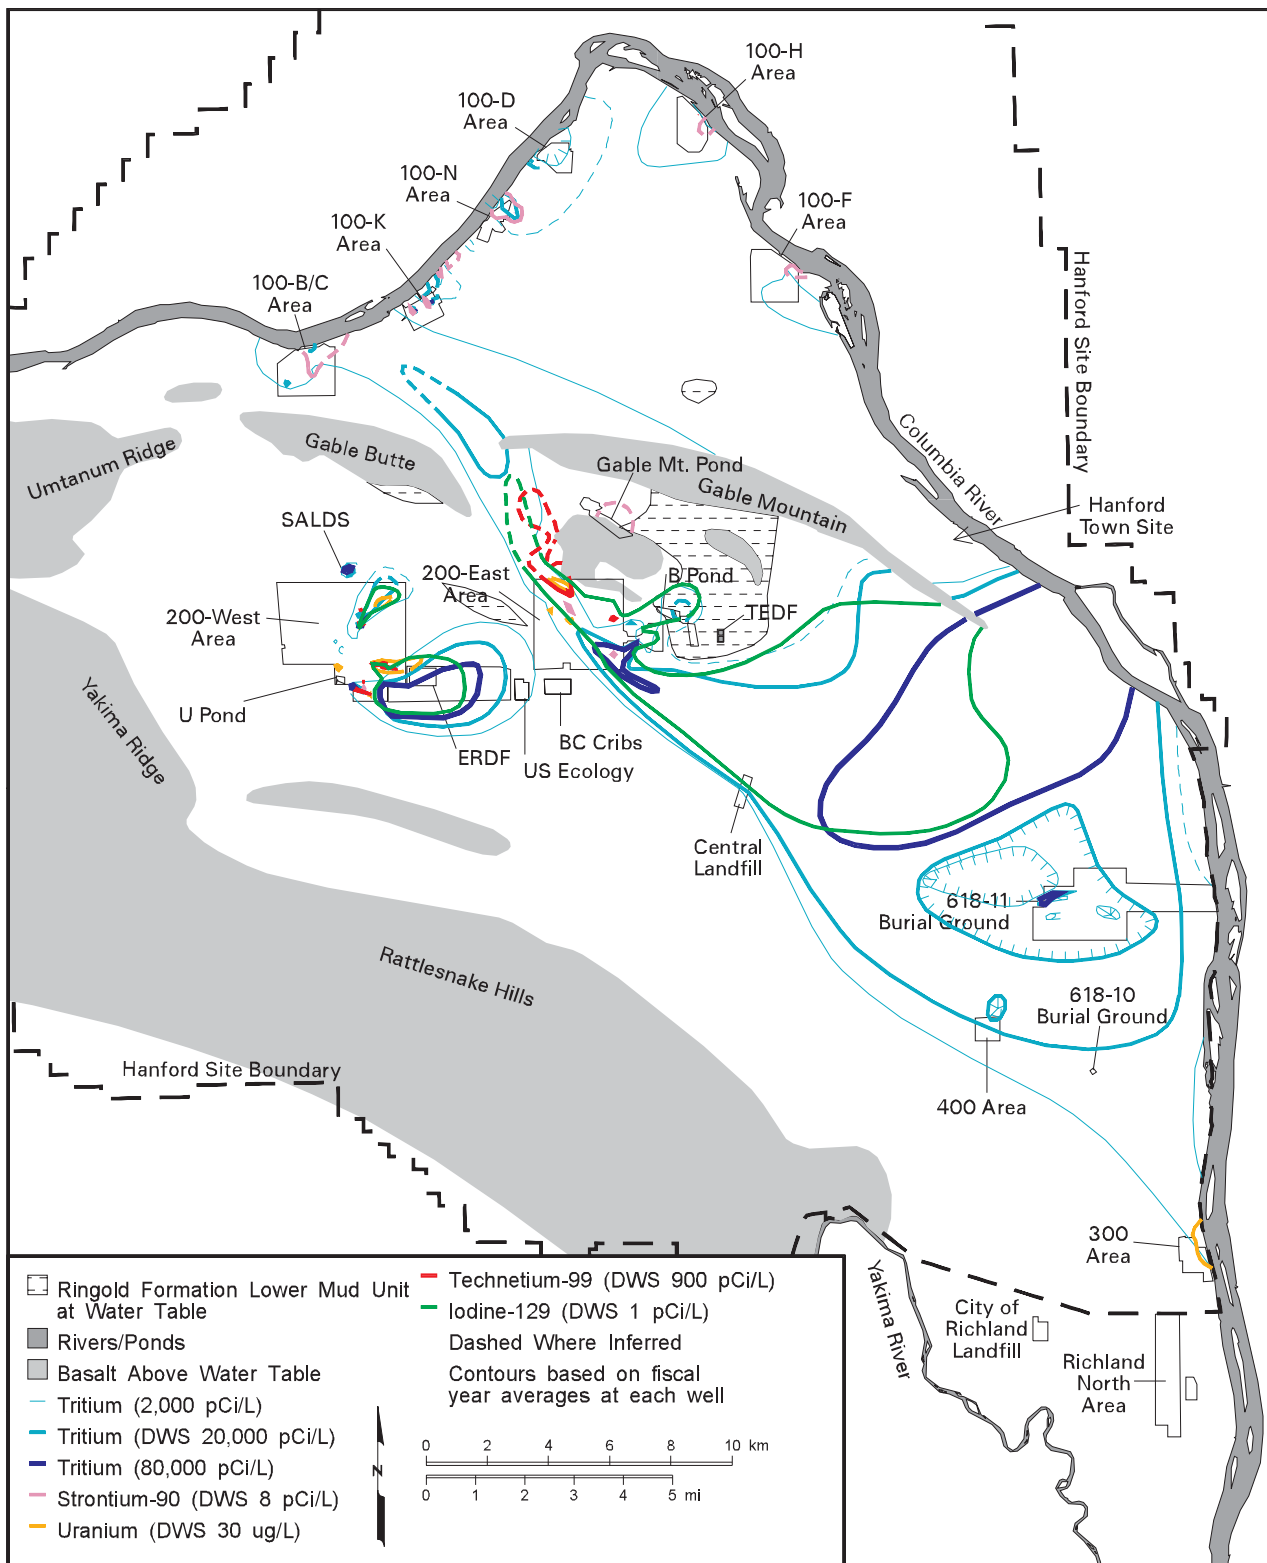 100-H
Area
100-D
Area
100-N
Area
100-K
Area
100-F
Area
100-B/C
Area
Hanford Site Boundary
Columbia River
Umtanum Ridge
Gable Butte
Gable Mt. Pond
Gable Mountain
Hanford
Town Site
SALDS
200-East
Area
B Pond
TEDF
200-West
Area
U Pond
Yakima Ridge
ERDF
BC Cribs
US Ecology
Central
Landfill
618-11
Burial Ground
Rattlesnake Hills
618-10
Burial Ground
Hanford Site Boundary
400 Area
300
Area
Yakima River
City of
Richland
Landfill
Richland
North
Area
Ringold Formation Lower Mud Unit
at Water Table
Rivers/Ponds
Basalt Above Water Table
Tritium (2,000 pCi/L)
Tritium (DWS 20,000 pCi/L)
Tritium (80,000 pCi/L)
Strontium-90 (DWS 8 pCi/L)
Uranium (DWS 30 ug/L)
Technetium-99 (DWS 900 pCi/L)
Iodine-129 (DWS 1 pCi/L)
Dashed Where Inferred
Contours based on fiscal
year averages at each well
N
0 2 4 6 8 10 km
0 1 2 3 4 5 mi